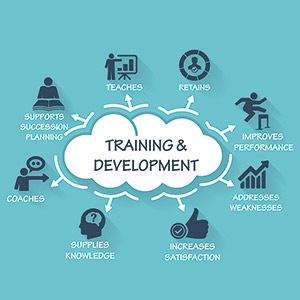 TEACHES
RETAINS
SUPPORTS
SUCCESSION
PLANNING
IMPROVES
PERFORMANCE
TRAINING &
DEVELOPMENT
COACHES
ADDRESSES
WEAKNESSES
SUPPLIES
KNOWLEDGE
INCREASES
SATISFACTION